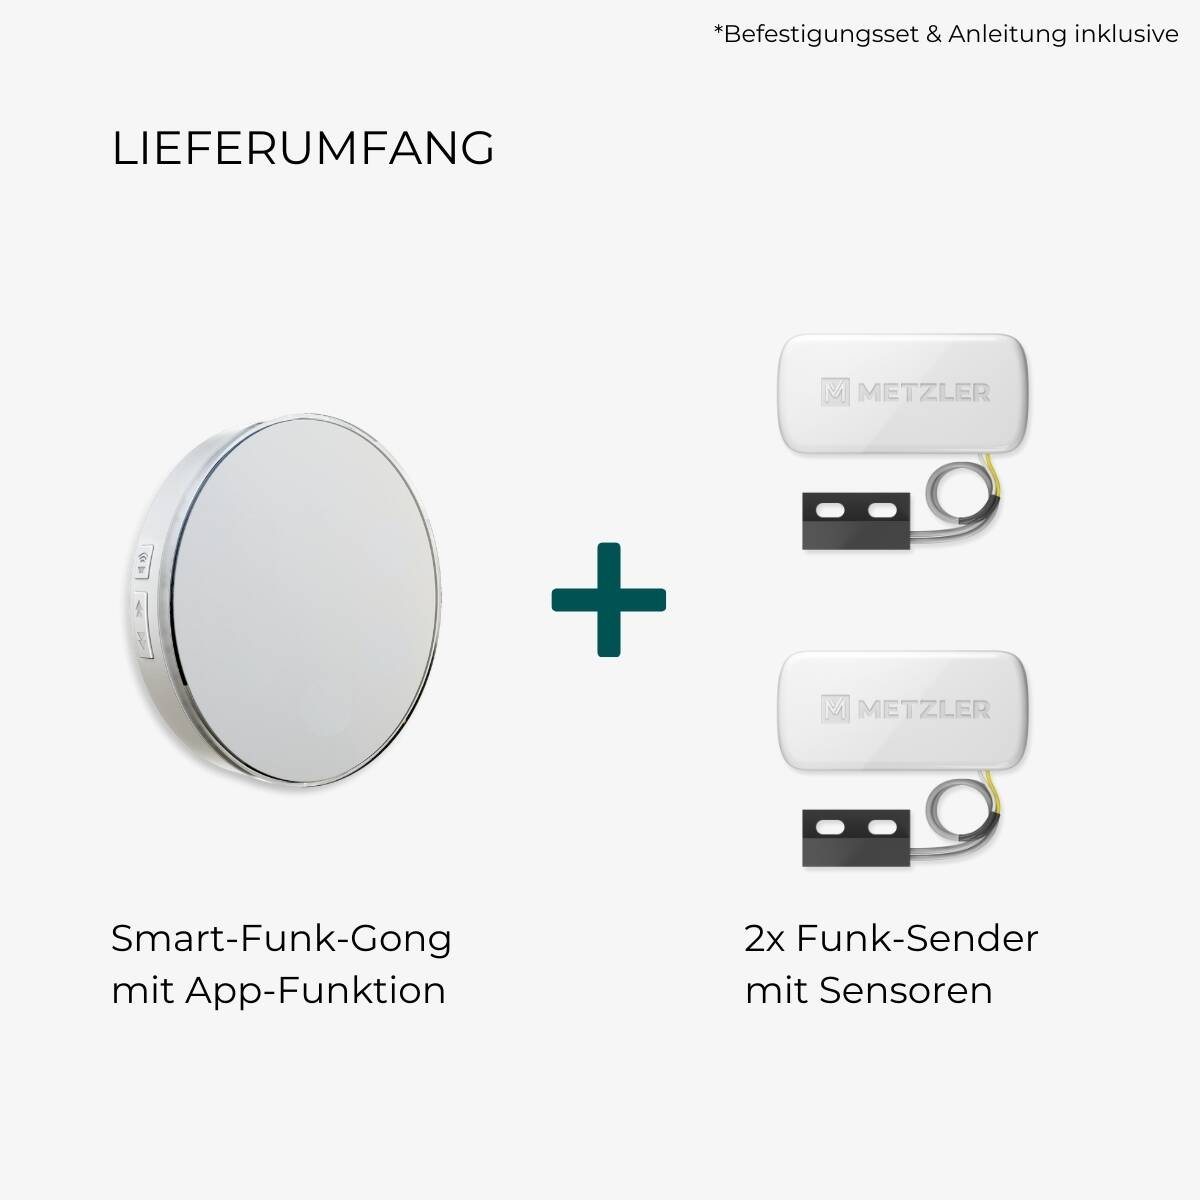 *Befestigungsset & Anleitung inklusive
LIEFERUMFANG
METZLER
METZLER
Smart-Funk-Gong
mit App-Funktion
2x Funk-Sender
mit Sensoren